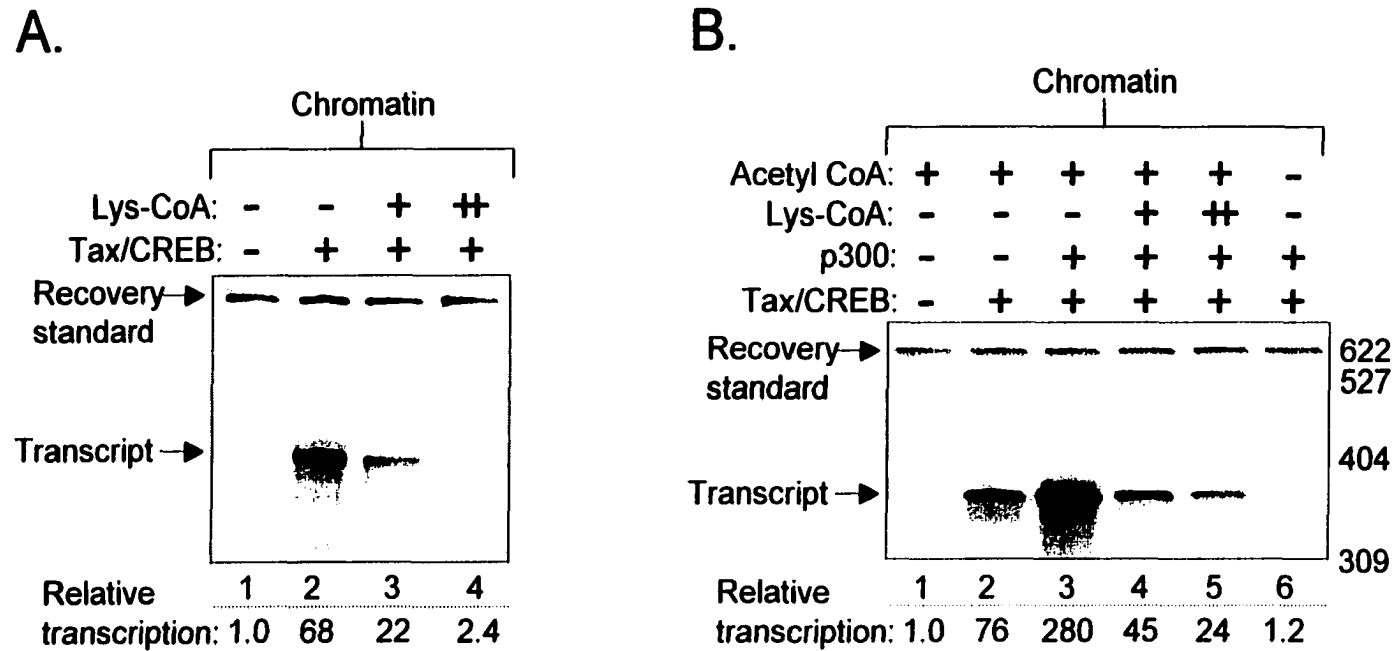 A.
Chromatin
Lys-CoA: - - + ++
Tax/CREB: - + + +
Recovery
standard
Transcript
1 2 3 4
Relative
transcription: 1.0 68 22 2.4
B.
Chromatin
Acetyl CoA: + + + + + -
Lys-CoA: - - - + ++ -
p300: - - + + + +
Tax/CREB: - + + + + +
Recovery
standard
622
527
404
Transcript
309
1 2 3 4 5 6
Relative
transcription: 1.0 76 280 45 24 1.2